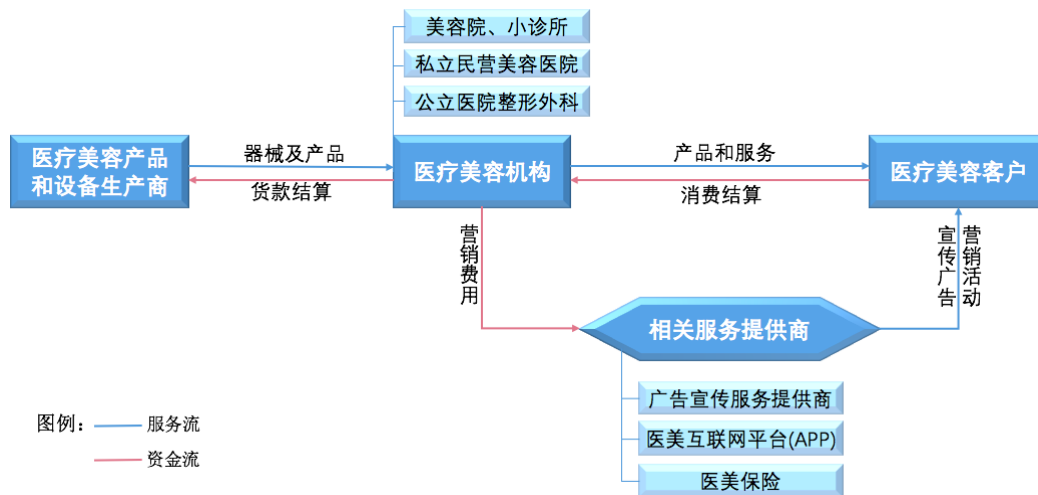 美容院、小诊所
私立民营美容医院
公立医院整形外科
医疗美容产品
和设备生产商
器械及产品
货款结算
医疗美容机构
产品和服务
消费结算
医疗美容客户
营销费用
宣传广告
营销活动
相关服务提供商
广告宣传服务提供商
医美互联网平台(APP)
医美保险
图例：
服务流
资金流